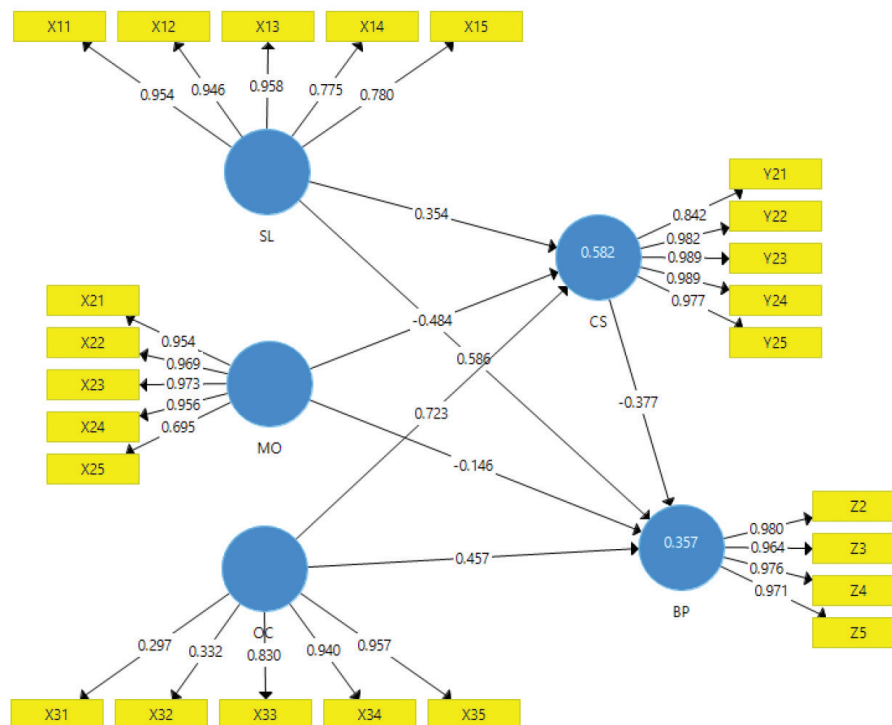 X11 X12 X13 X14 X15
0.954 0.946 0.958 0.775 0.780
SL
0.354
Y21
Y22
Y23
Y24
Y25
0.842
0.982
0.989
0.989
0.977
0.582
CS
X21
X22
X23
X24
X25
0.954
0.969
0.973
0.956
0.695
MO
-0.484
0.586
0.723
-0.377
-0.146
0.457
OC
0.297 0.332 0.830 0.940 0.957
X31 X32 X33 X34 X35
0.357
BP
0.980
0.964
0.976
0.971
Z2
Z3
Z4
Z5